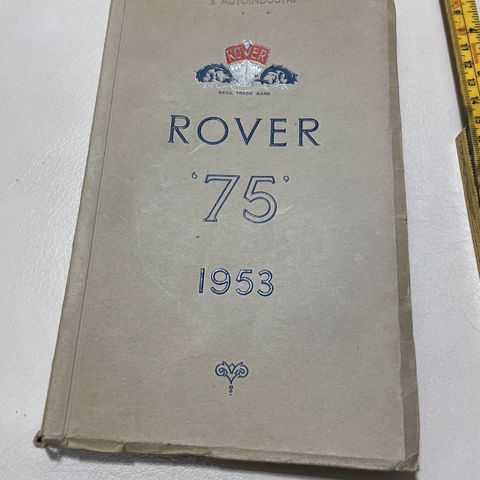 & AUTOINDUSTRI
ROVER
REGD. TRADE MARK
ROVER
'75'
1953